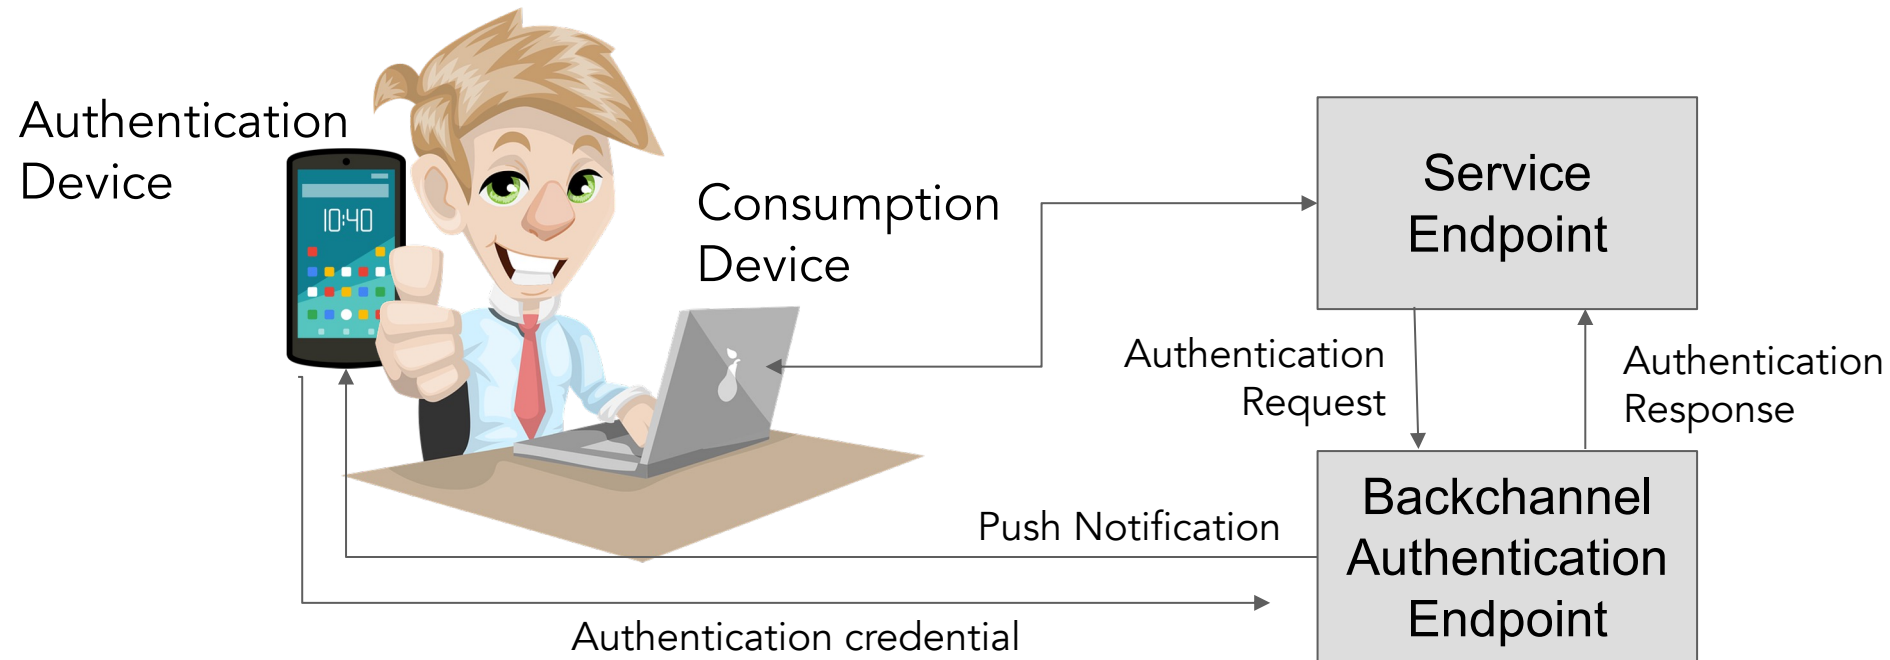 Authentication
Device
10:40
Consumption
Device
Service
Endpoint
Authentication
Request
Authentication
Response
Push Notification
Backchannel
Authentication
Endpoint
Authentication credential